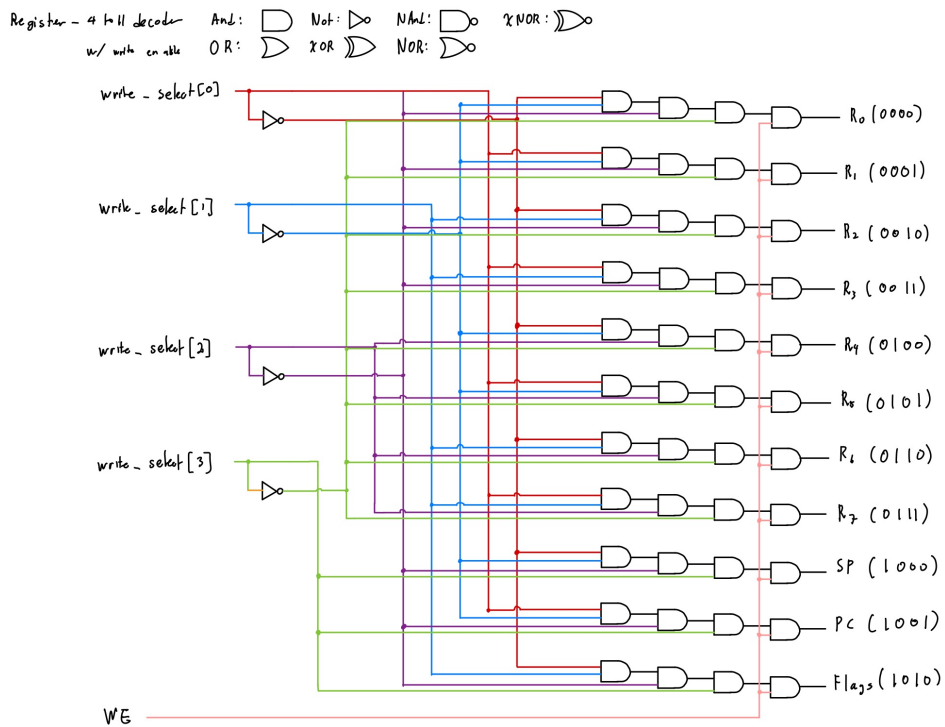 Register - 4 to 11 decoder And: Not: NAnd: XNOR:
w/ write enable OR: XOR NOR:
write_select[0]
R0 (0000)
R1 (0001)
write_select[1]
R2 (0010)
R3 (0011)
write_select[2]
R4 (0100)
R5 (0101)
write_select[3]
R6 (0110)
R7 (0111)
SP (1000)
PC (1001)
Flags (1010)
WE